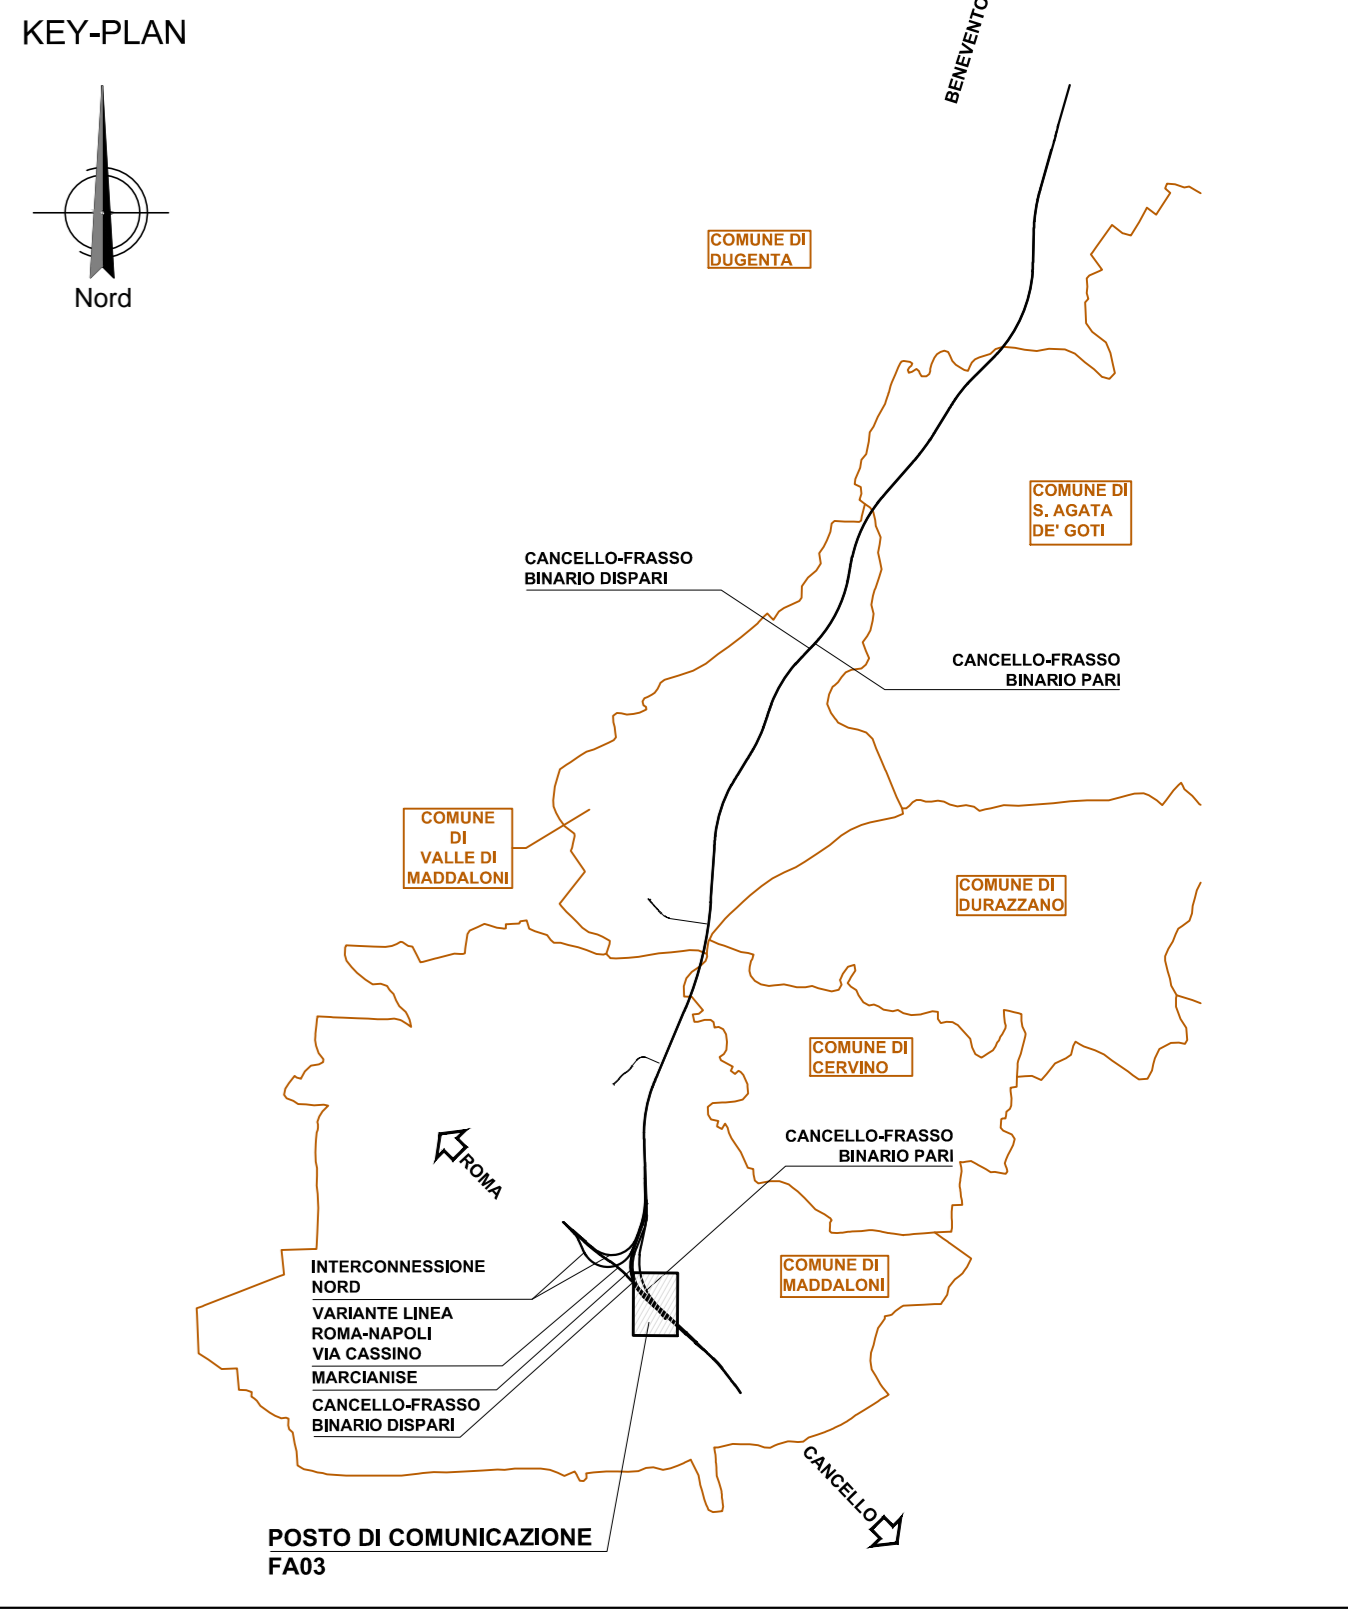 KEY-PLAN
BENEVENTO
Nord
COMUNE DI
DUGENTA
COMUNE DI
S. AGATA
DE' GOTI
CANCELLO-FRASSO
BINARIO DISPARI
CANCELLO-FRASSO
BINARIO PARI
COMUNE
DI
VALLE DI
MADDALONI
COMUNE DI
DURAZZANO
COMUNE DI
CERVINO
CANCELLO-FRASSO
BINARIO PARI
ROMA
INTERCONNESSIONE
NORD
COMUNE DI
MADDALONI
VARIANTE LINEA
ROMA-NAPOLI
VIA CASSINO
MARCIANISE
CANCELLO-FRASSO
BINARIO DISPARI
CANCELLO
POSTO DI COMUNICAZIONE
FA03